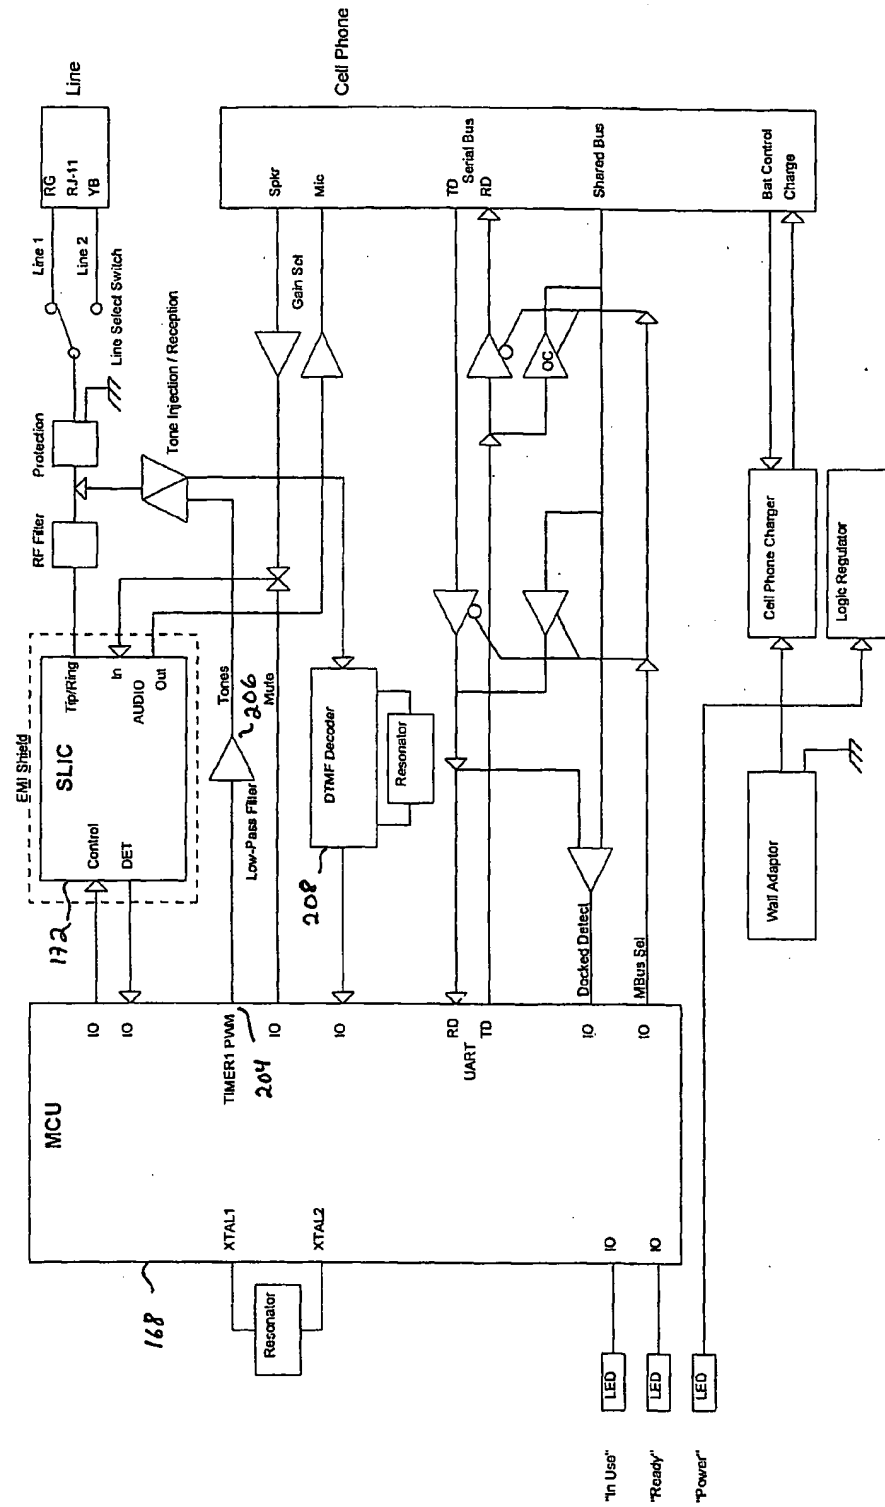 Line
RG
RJ-11
YB
Line 1
Line 2
Line Select Switch
Protection
RF Filter
Tone Injection / Reception
Cell Phone
Spkr
Mic
Gain Sel
TD
Serial Bus
RD
Shared Bus
Bat Control
Charge
OC
EMI Shield
SLIC
Tip/Ring
In
AUDIO
Out
Control
DET
172
Tones
206
Mute
Low-Pass Filter
DTMF Decoder
Resonator
208
Docked Detect
MBus Sel
Cell Phone Charger
Logic Regulator
Wall Adaptor
MCU
IO
IO
TIMER1 PWM
204
IO
IO
RD
UART
TD
IO
IO
XTAL1
XTAL2
IO
IO
168
Resonator
LED
LED
LED
"In Use"
"Ready"
"Power"